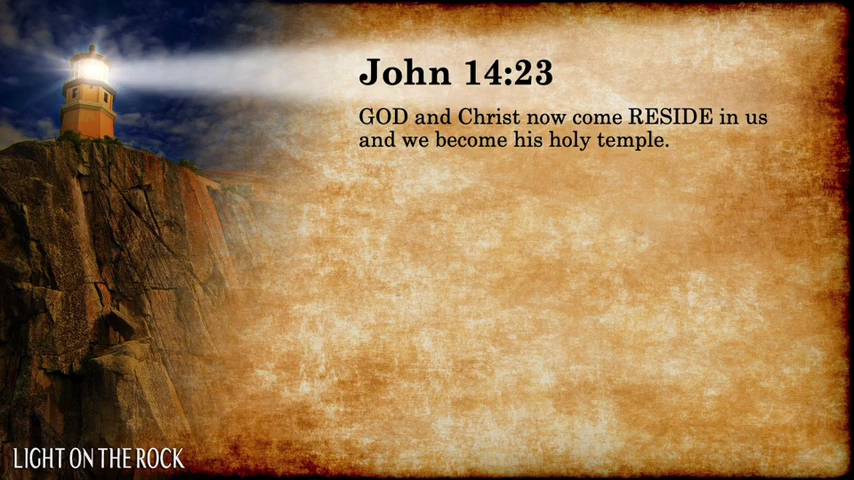 John 14:23
GOD and Christ now come RESIDE in us
and we become his holy temple.
LIGHT ON THE ROCK